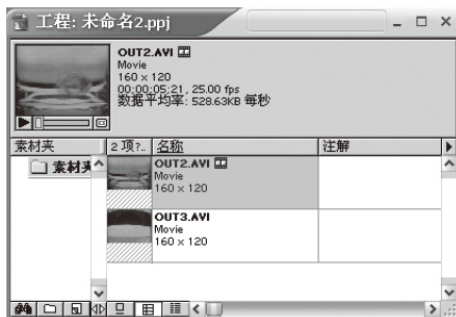 工程: 未命名2.ppj
OUT2.AVI
Movie
160 × 120
00:00:05:21, 25.00 fps
数据平均率: 528.63KB 每秒
素材夹 2 项?.. 名称 注解
素材夹
OUT2.AVI
Movie
160 × 120
OUT3.AVI
Movie
160 × 120